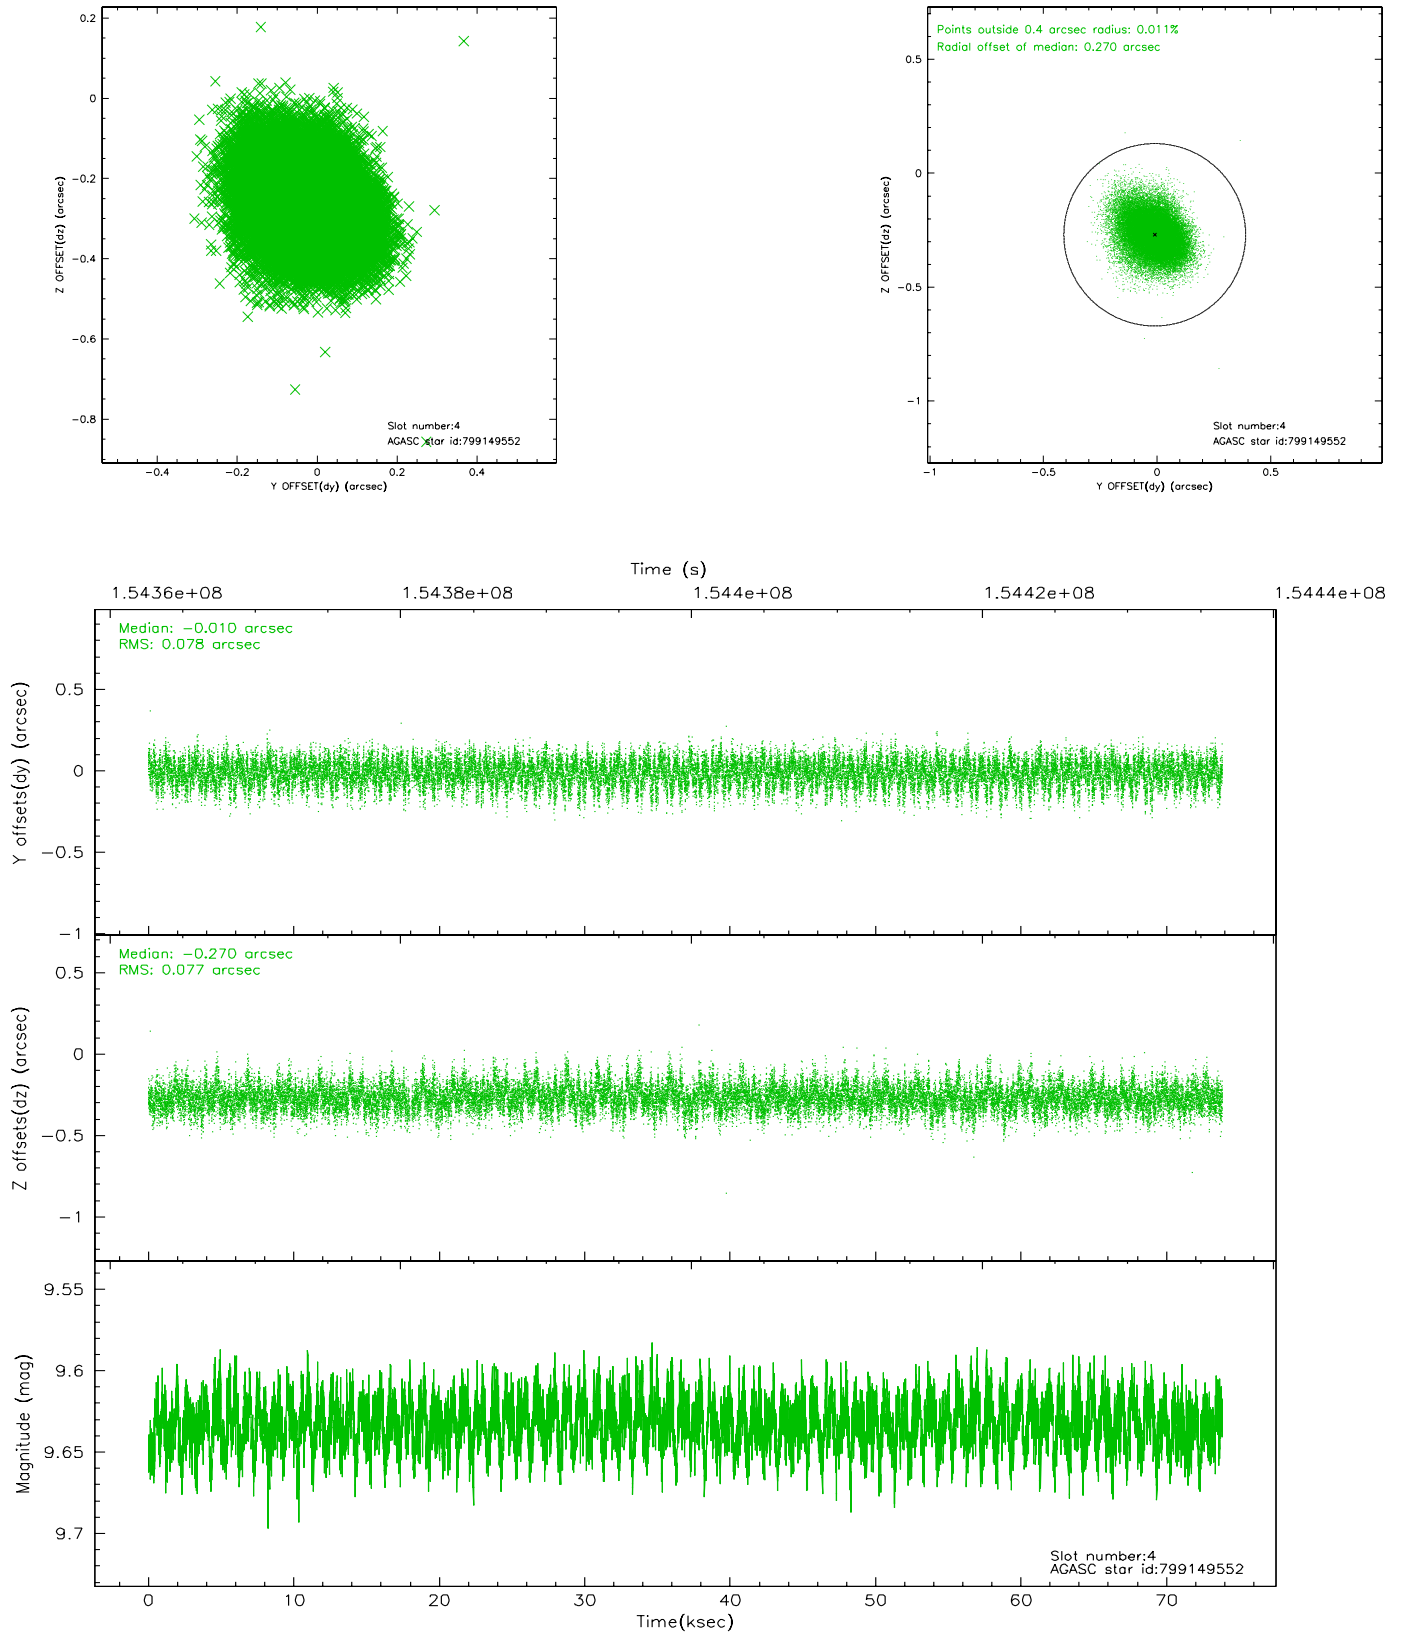 0.2
0
−0.2
−0.4
−0.6
−0.8
Z OFFSET(dz) (arcsec)
Slot number:4
AGASC star id:799149552
−0.4
−0.2
0
0.2
0.4
Y OFFSET(dy) (arcsec)
Points outside 0.4 arcsec radius: 0.011%
Radial offset of median: 0.270 arcsec
0.5
0
−0.5
−1
Z OFFSET(dz) (arcsec)
Slot number:4
AGASC star id:799149552
−1
−0.5
0
0.5
Y OFFSET(dy) (arcsec)
Time (s)
1.5436e+08
1.5438e+08
1.544e+08
1.5442e+08
1.5444e+08
Median: −0.010 arcsec
RMS: 0.078 arcsec
0.5
0
−0.5
−1
Y offsets(dy) (arcsec)
Median: −0.270 arcsec
RMS: 0.077 arcsec
0.5
0
−0.5
−1
Z offsets(dz) (arcsec)
9.55
9.6
9.65
9.7
Magnitude (mag)
Slot number:4
AGASC star id:799149552
0
10
20
30
40
50
60
70
Time(ksec)